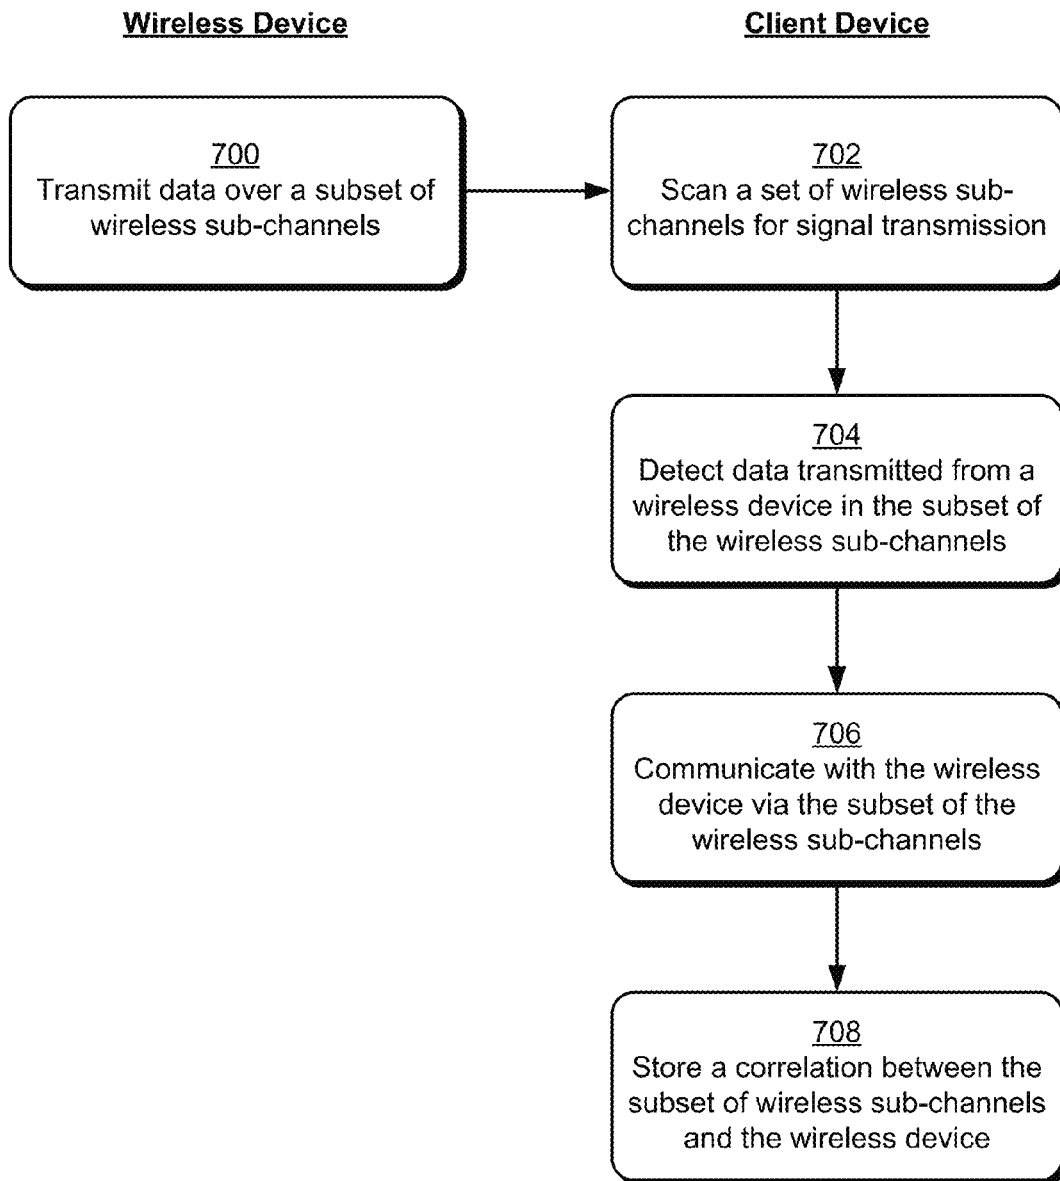 Wireless Device
Client Device
700
Transmit data over a subset of
wireless sub-channels
702
Scan a set of wireless sub-
channels for signal transmission
704
Detect data transmitted from a
wireless device in the subset of
the wireless sub-channels
706
Communicate with the wireless
device via the subset of the
wireless sub-channels
708
Store a correlation between the
subset of wireless sub-channels
and the wireless device